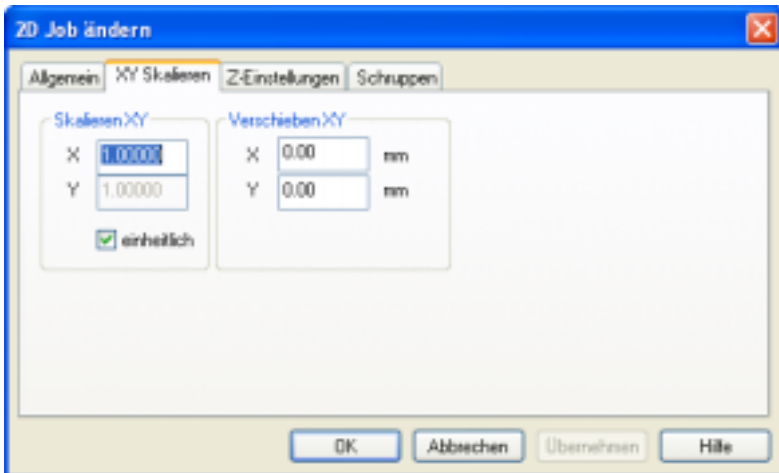 2D Job ändern
Allgemein XY Skalieren Z-Einstellungen Schruppen
Skalieren XY Verschieben XY
X 1.00000 X 0.00 mm
Y 1.00000 Y 0.00 mm
einheitlich
OK Abbrechen Übernehmen Hilfe